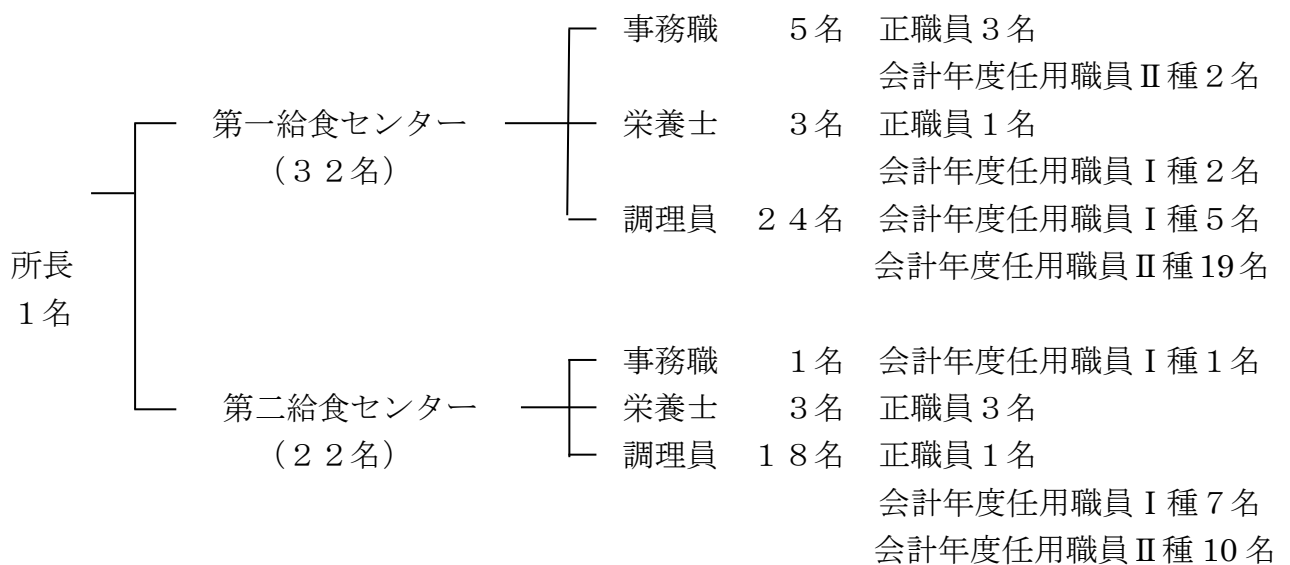 事務職 ５名 正職員３名
会計年度任用職員Ⅱ種２名
第一給食センター 栄養士 ３名 正職員１名
（３２名） 会計年度任用職員Ⅰ種２名
調理員 ２４名 会計年度任用職員Ⅰ種５名
所長 会計年度任用職員Ⅱ種19名
１名
事務職 １名 会計年度任用職員Ⅰ種１名
第二給食センター 栄養士 ３名 正職員３名
（２２名） 調理員 １８名 正職員１名
会計年度任用職員Ⅰ種７名
会計年度任用職員Ⅱ種10名